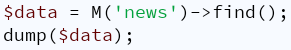 $data = M('news')->find();
dump($data);